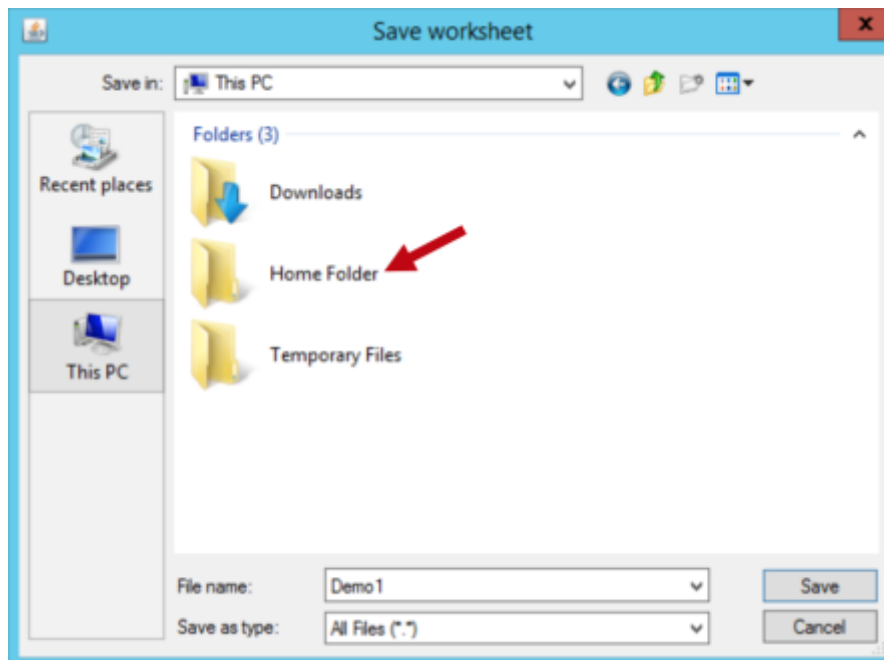 Save worksheet
x
Save in: This PC
Folders (3)
Recent places
Downloads
Desktop
Home Folder
This PC
Temporary Files
File name: Demo1
Save
Save as type: All Files (*.*)
Cancel